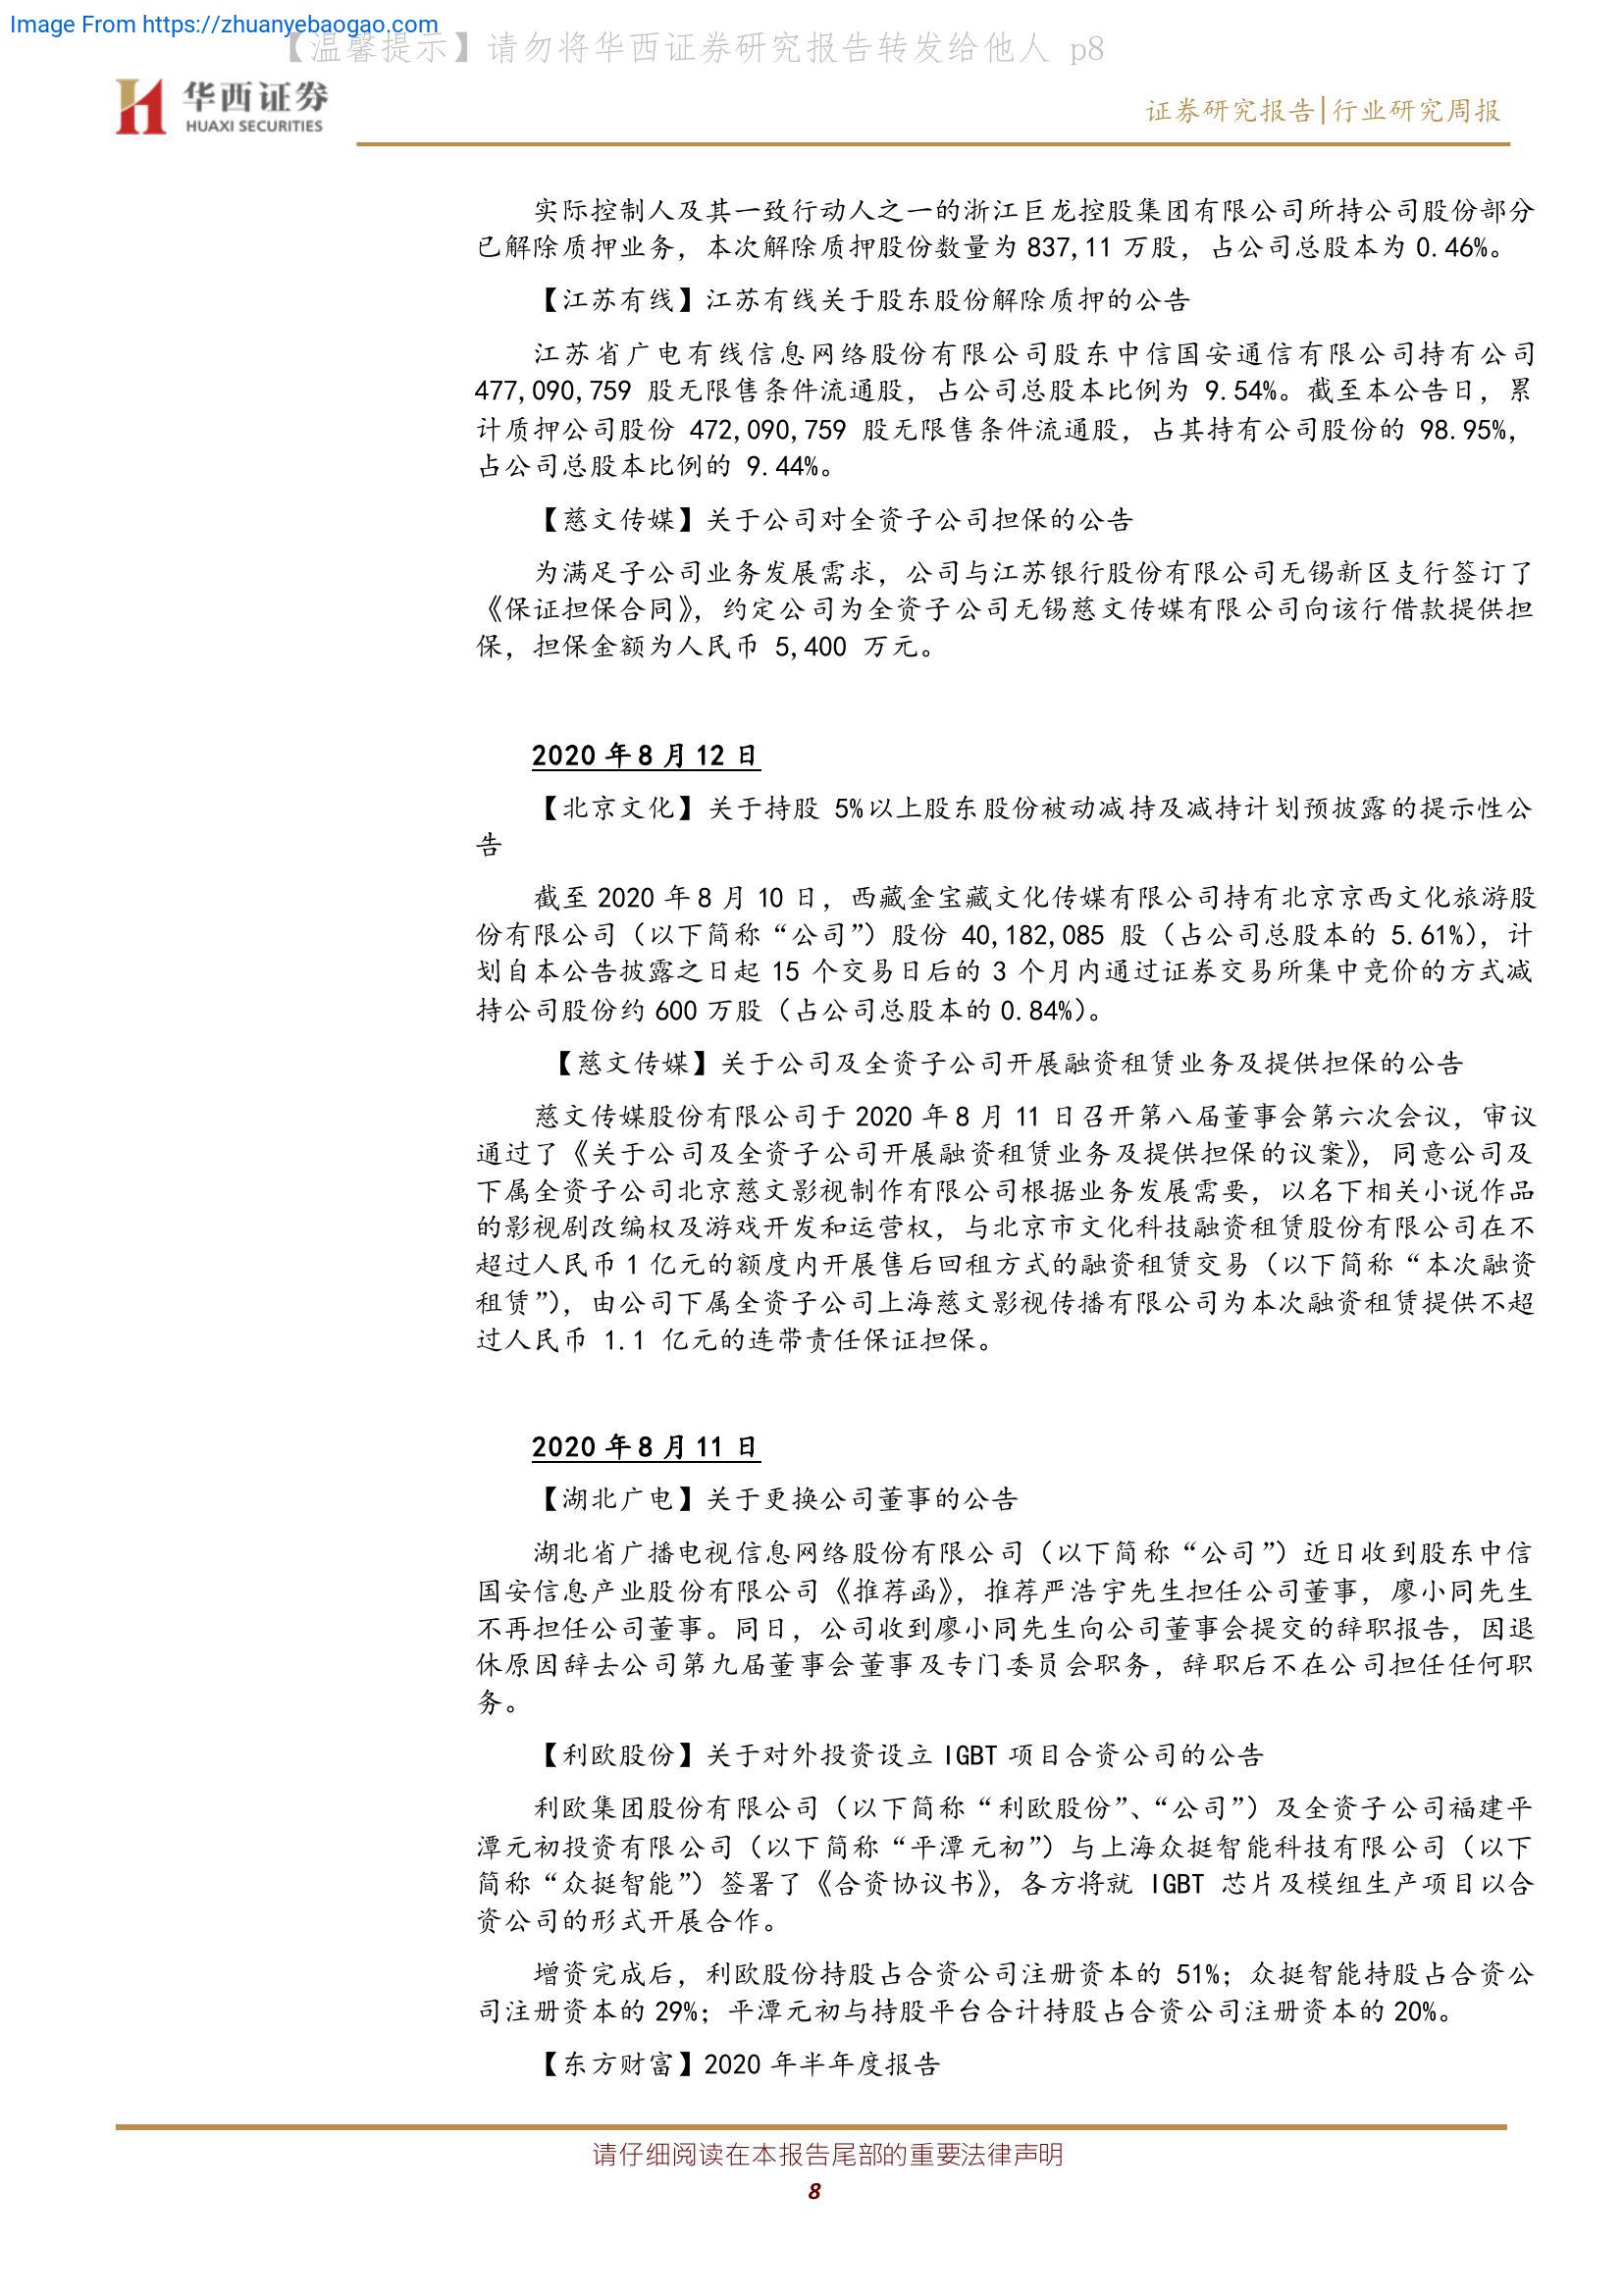 Image From https://zhuanyebaogao.com
【温馨提示】请勿将华西证券研究报告转发给他人 p8
华西证券
HUAXI SECURITIES
证券研究报告|行业研究周报
实际控制人及其一致行动人之一的浙江巨龙控股集团有限公司所持公司股份部分
已解除质押业务，本次解除质押股份数量为 837,11 万股，占公司总股本为 0.46%。
【江苏有线】江苏有线关于股东股份解除质押的公告
江苏省广电有线信息网络股份有限公司股东中信国安通信有限公司持有公司
477,090,759 股无限售条件流通股，占公司总股本比例为 9.54%。截至本公告日，累
计质押公司股份 472,090,759 股无限售条件流通股，占其持有公司股份的 98.95%，
占公司总股本比例的 9.44%。
【慈文传媒】关于公司对全资子公司担保的公告
为满足子公司业务发展需求，公司与江苏银行股份有限公司无锡新区支行签订了
《保证担保合同》，约定公司为全资子公司无锡慈文传媒有限公司向该行借款提供担
保，担保金额为人民币 5,400 万元。
2020 年 8 月 12 日
【北京文化】关于持股 5%以上股东股份被动减持及减持计划预披露的提示性公
告
截至 2020 年 8 月 10 日，西藏金宝藏文化传媒有限公司持有北京京西文化旅游股
份有限公司（以下简称“公司”）股份 40,182,085 股（占公司总股本的 5.61%），计
划自本公告披露之日起 15 个交易日后的 3 个月内通过证券交易所集中竞价的方式减
持公司股份约 600 万股（占公司总股本的 0.84%）。
【慈文传媒】关于公司及全资子公司开展融资租赁业务及提供担保的公告
慈文传媒股份有限公司于 2020 年 8 月 11 日召开第八届董事会第六次会议，审议
通过了《关于公司及全资子公司开展融资租赁业务及提供担保的议案》，同意公司及
下属全资子公司北京慈文影视制作有限公司根据业务发展需要，以名下相关小说作品
的影视剧改编权及游戏开发和运营权，与北京市文化科技融资租赁股份有限公司在不
超过人民币 1 亿元的额度内开展售后回租方式的融资租赁交易（以下简称“本次融资
租赁”），由公司下属全资子公司上海慈文影视传播有限公司为本次融资租赁提供不超
过人民币 1.1 亿元的连带责任保证担保。
2020 年 8 月 11 日
【湖北广电】关于更换公司董事的公告
湖北省广播电视信息网络股份有限公司（以下简称“公司”）近日收到股东中信
国安信息产业股份有限公司《推荐函》，推荐严浩宇先生担任公司董事，廖小同先生
不再担任公司董事。同日，公司收到廖小同先生向公司董事会提交的辞职报告，因退
休原因辞去公司第九届董事会董事及专门委员会职务，辞职后不在公司担任任何职
务。
【利欧股份】关于对外投资设立 IGBT 项目合资公司的公告
利欧集团股份有限公司（以下简称“利欧股份”、“公司”）及全资子公司福建平
潭元初投资有限公司（以下简称“平潭元初”）与上海众挺智能科技有限公司（以下
简称“众挺智能”）签署了《合资协议书》，各方将就 IGBT 芯片及模组生产项目以合
资公司的形式开展合作。
增资完成后，利欧股份持股占合资公司注册资本的 51%；众挺智能持股占合资公
司注册资本的 29%；平潭元初与持股平台合计持股占合资公司注册资本的 20%。
【东方财富】2020 年半年度报告
请仔细阅读在本报告尾部的重要法律声明
8